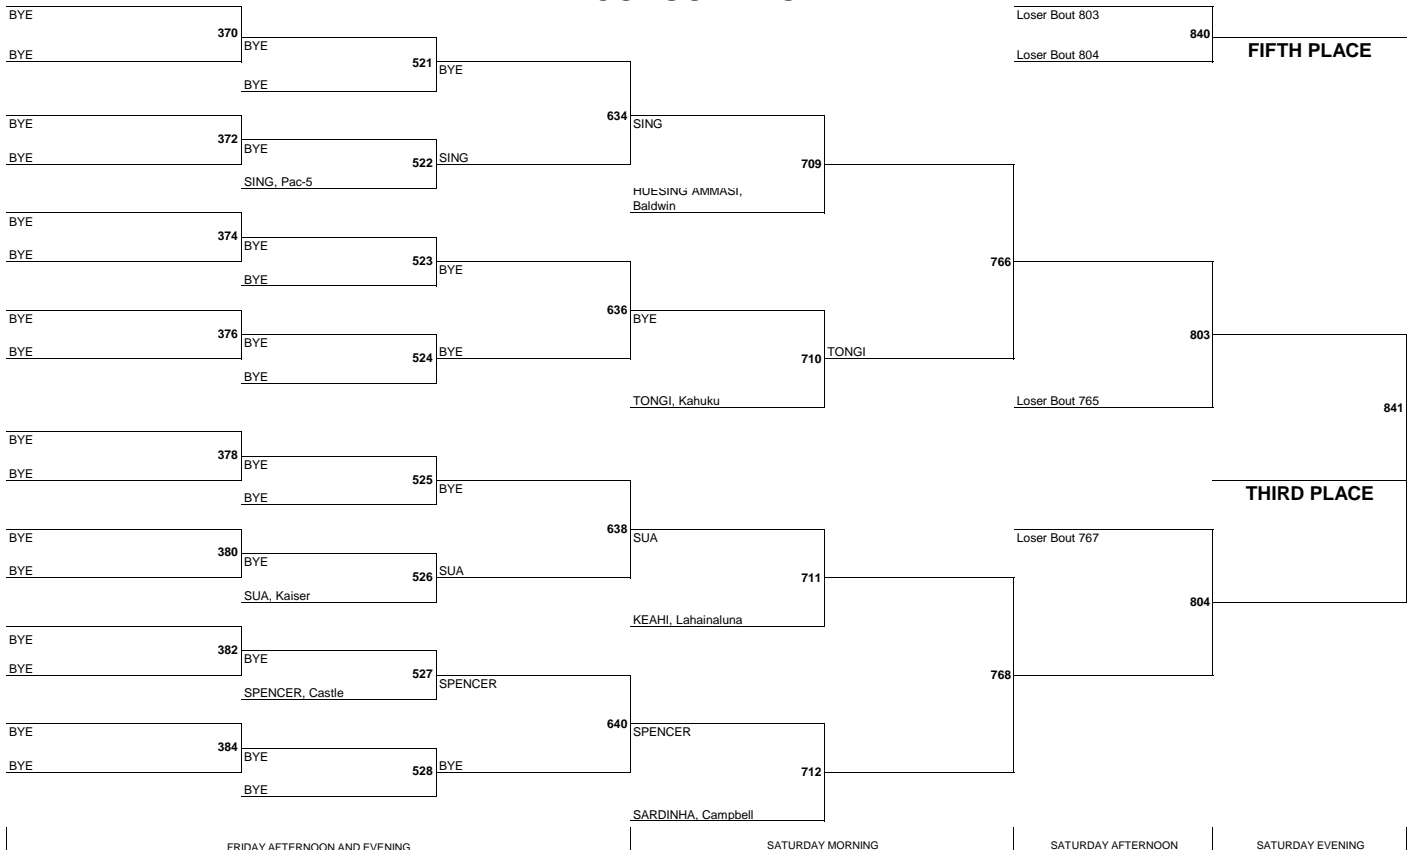 BYE
370
BYE
BYE
521
BYE
BYE
BYE
372
BYE
BYE
522
SING
SING, Pac-5
634
SING
709
HUESING AMMASI,
Baldwin
BYE
374
BYE
BYE
523
BYE
BYE
BYE
376
BYE
BYE
524
BYE
BYE
636
BYE
710
TONGI
TONGI, Kahuku
766
BYE
378
BYE
BYE
525
BYE
BYE
BYE
380
BYE
BYE
526
SUA
SUA, Kaiser
638
SUA
711
KEAHI, Lahainaluna
BYE
382
BYE
BYE
527
SPENCER
SPENCER, Castle
BYE
384
BYE
BYE
528
BYE
BYE
640
SPENCER
712
SARDINHA, Campbell
768
Loser Bout 803
840
Loser Bout 804
FIFTH PLACE
803
Loser Bout 765
841
THIRD PLACE
Loser Bout 767
804
FRIDAY AFTERNOON AND EVENING
SATURDAY MORNING
SATURDAY AFTERNOON
SATURDAY EVENING